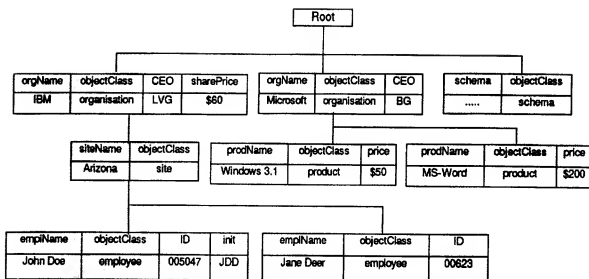 Root
orgName objectClass CEO sharePrice
IBM organisation LVG $60
orgName objectClass CEO
Microsoft organisation BG
schema objectClass
..... schema
siteName objectClass
Arizona site
prodName objectClass price
Windows 3.1 product $50
prodName objectClass price
MS-Word product $200
emplName objectClass ID init
John Doe employee 005047 JDD
emplName objectClass ID
Jane Deer employee 00623